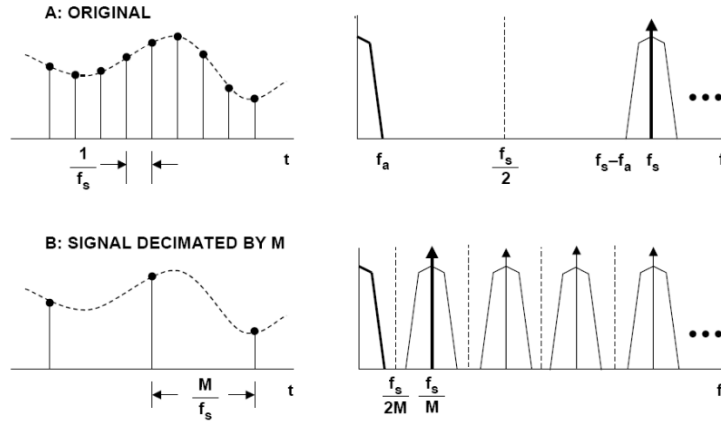 A: ORIGINAL
1
f_s
t
f_a
f_s
2
f_s–f_a f_s
f
B: SIGNAL DECIMATED BY M
M
f_s
t
f_s
2M
f_s
M
f